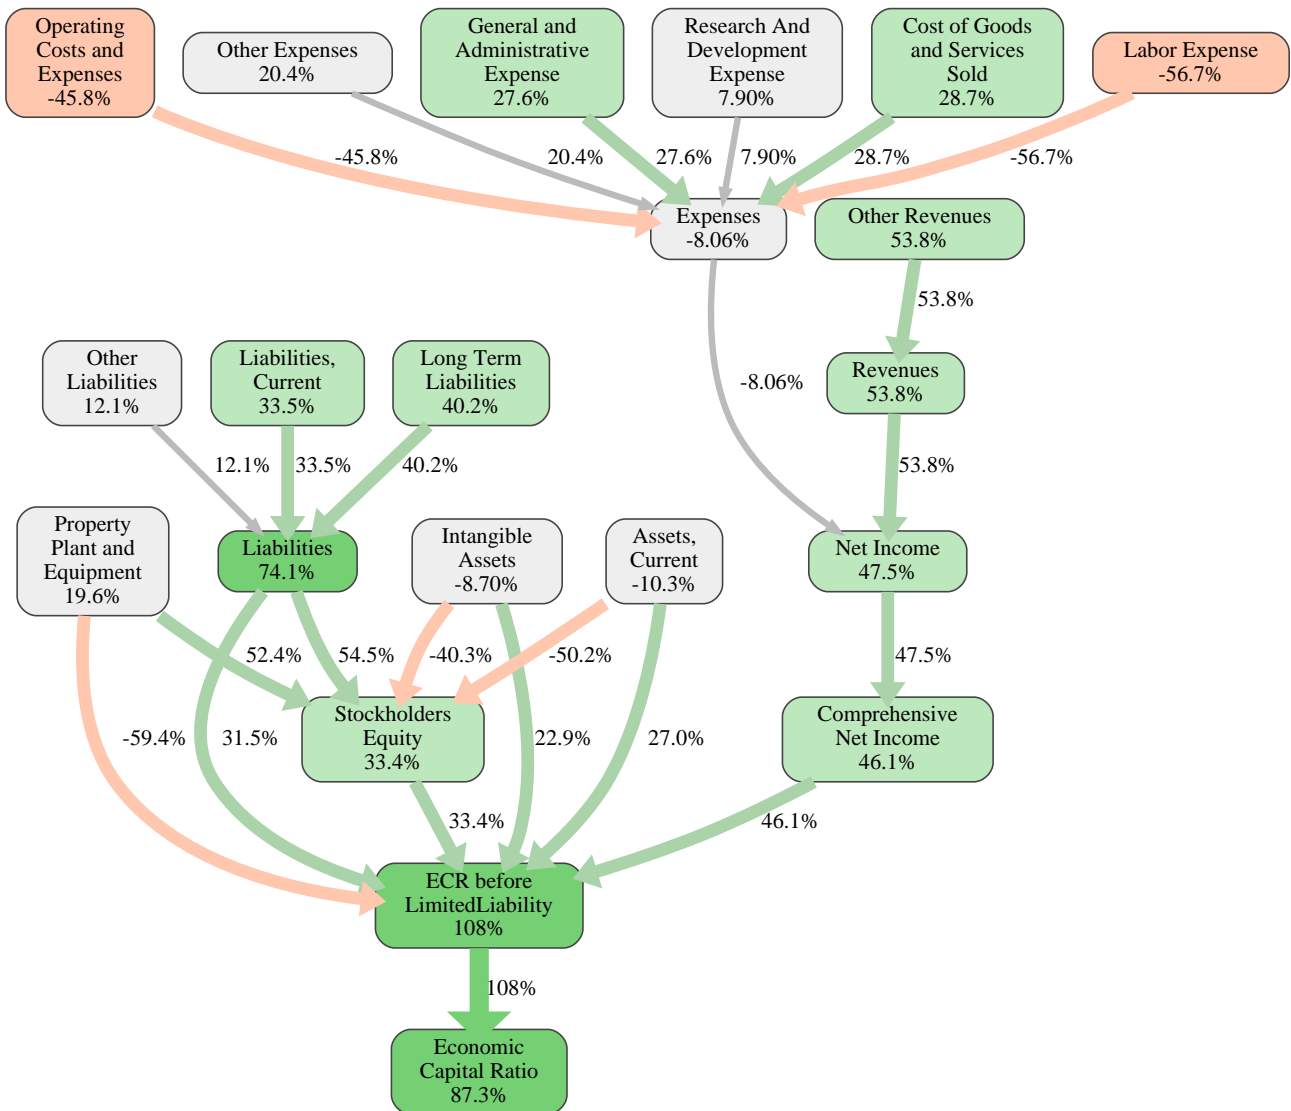 Operating
Costs and
Expenses
-45.8%
Other Expenses
20.4%
General and
Administrative
Expense
27.6%
Research And
Development
Expense
7.90%
Cost of Goods
and Services
Sold
28.7%
Labor Expense
-56.7%
-45.8%
20.4%
27.6%
7.90%
28.7%
-56.7%
Expenses
-8.06%
Other Revenues
53.8%
53.8%
Other
Liabilities
12.1%
Liabilities,
Current
33.5%
Long Term
Liabilities
40.2%
-8.06%
Revenues
53.8%
12.1%
33.5%
40.2%
53.8%
Property
Plant and
Equipment
19.6%
Liabilities
74.1%
Intangible
Assets
-8.70%
Assets,
Current
-10.3%
Net Income
47.5%
52.4%
54.5%
-40.3%
-50.2%
47.5%
-59.4%
31.5%
Stockholders
Equity
33.4%
22.9%
27.0%
Comprehensive
Net Income
46.1%
33.4%
46.1%
ECR before
LimitedLiability
108%
108%
Economic
Capital Ratio
87.3%